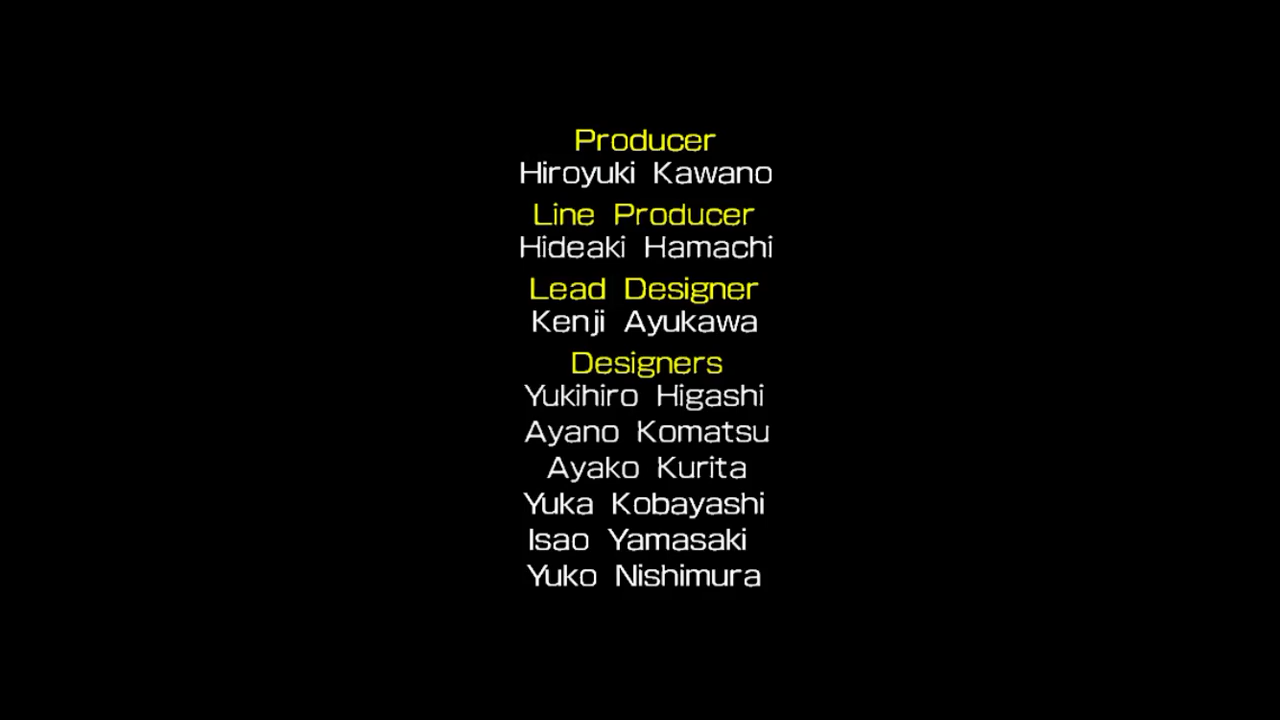 Producer
Hiroyuki Kawano
Line Producer
Hideaki Hamachi
Lead Designer
Kenji Ayukawa
Designers
Yukihiro Higashi
Ayano Komatsu
Ayako Kurita
Yuka Kobayashi
Isao Yamasaki
Yuko Nishimura